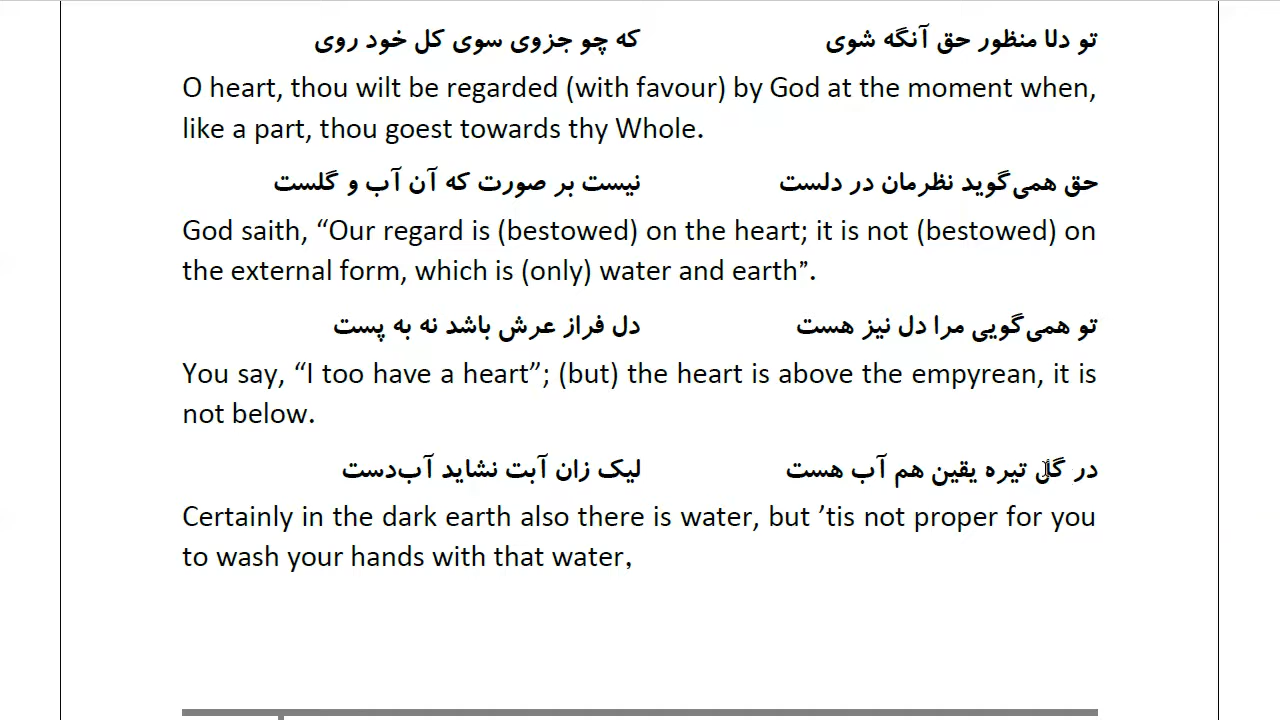 تو دلا منظور حق آنگه شوی که چو جزوی سوی کل خود روی
O heart, thou wilt be regarded (with favour) by God at the moment when,
like a part, thou goest towards thy Whole.
حق همی‌گوید نظرمان در دلست نیست بر صورت که آن آب و گلست
God saith, “Our regard is (bestowed) on the heart; it is not (bestowed) on
the external form, which is (only) water and earth”.
تو همی‌گویی مرا دل نیز هست دل فراز عرش باشد نه به پست
You say, “I too have a heart”; (but) the heart is above the empyrean, it is
not below.
در گل تیره یقین هم آب هست لیک زان آبت نشاید آب‌دست
Certainly in the dark earth also there is water, but ’tis not proper for you
to wash your hands with that water,